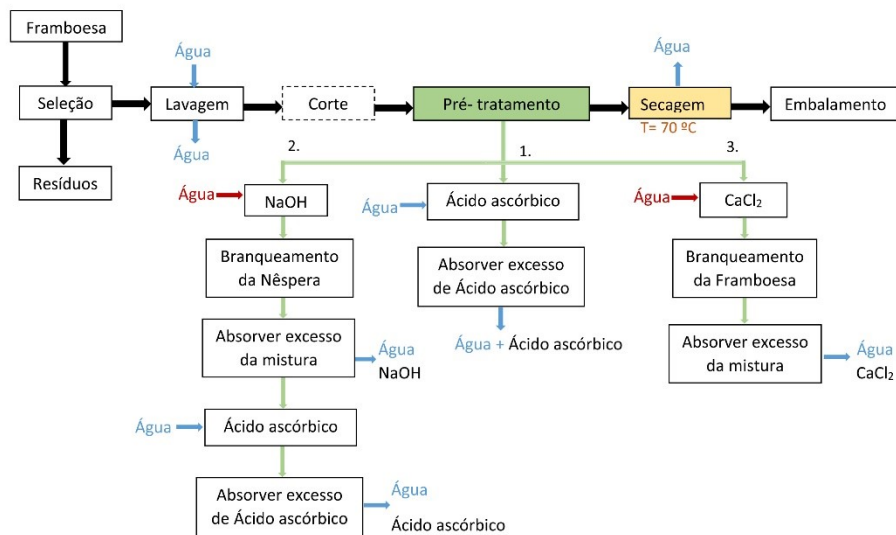 Framboesa
Água
Água
Seleção
Lavagem
Corte
Pré- tratamento
Secagem
Embalamento
T= 70 ºC
Água
Resíduos
2.
1.
3.
Água
NaOH
Água
Ácido ascórbico
Água
CaCl₂
Branqueamento
da Nêspera
Absorver excesso
de Ácido ascórbico
Branqueamento
da Framboesa
Absorver excesso
da mistura
Água
NaOH
Água + Ácido ascórbico
Absorver excesso
da mistura
Água
CaCl₂
Água
Ácido ascórbico
Absorver excesso
de Ácido ascórbico
Água
Ácido ascórbico